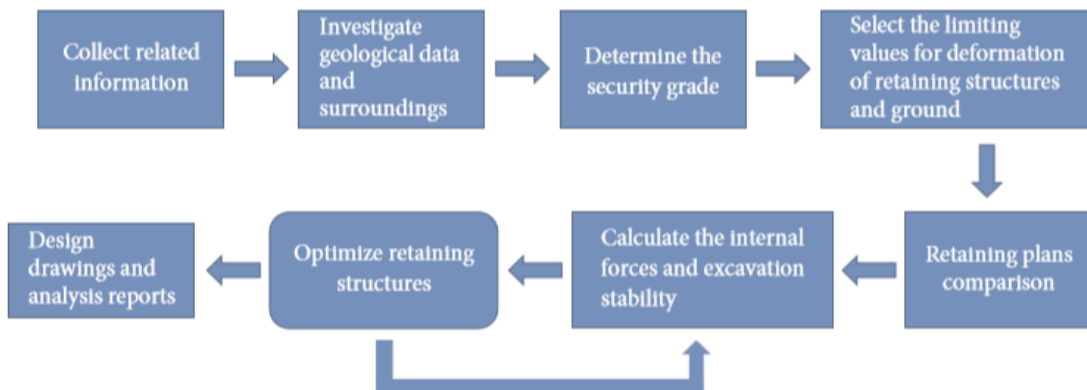 Collect related
information
Investigate
geological data
and
surroundings
Determine the
security grade
Select the limiting
values for deformation
of retaining structures
and ground
Retaining plans
comparison
Calculate the internal
forces and excavation
stability
Optimize retaining
structures
Design
drawings and
analysis reports